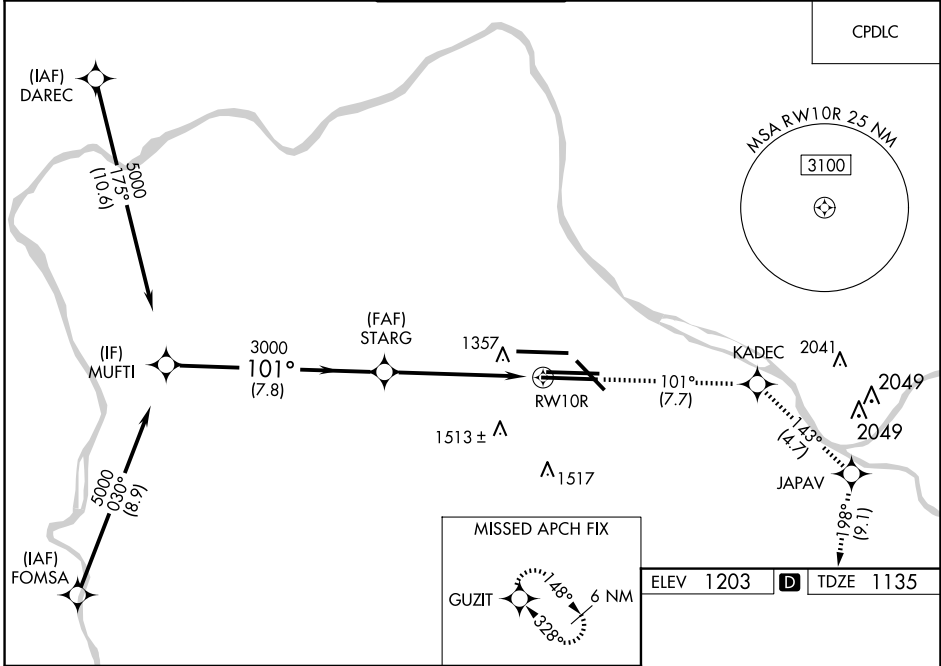 CPDLC
(IAF)
DAREC
5000
175°
(10.6)
MSA RW10R 25 NM
3100
(IF)
MUFTI
3000
101°
(7.8)
(FAF)
STARG
1357
RW10R
101°
(7.7)
KADEC
2041
2049
2049
143°
(4.7)
JAPAV
198°
(9.1)
1513 ±
1517
5000
030°
(8.9)
(IAF)
FOMSA
MISSED APCH FIX
GUZIT
148°
328°
6 NM
ELEV 1203 D TDZE 1135